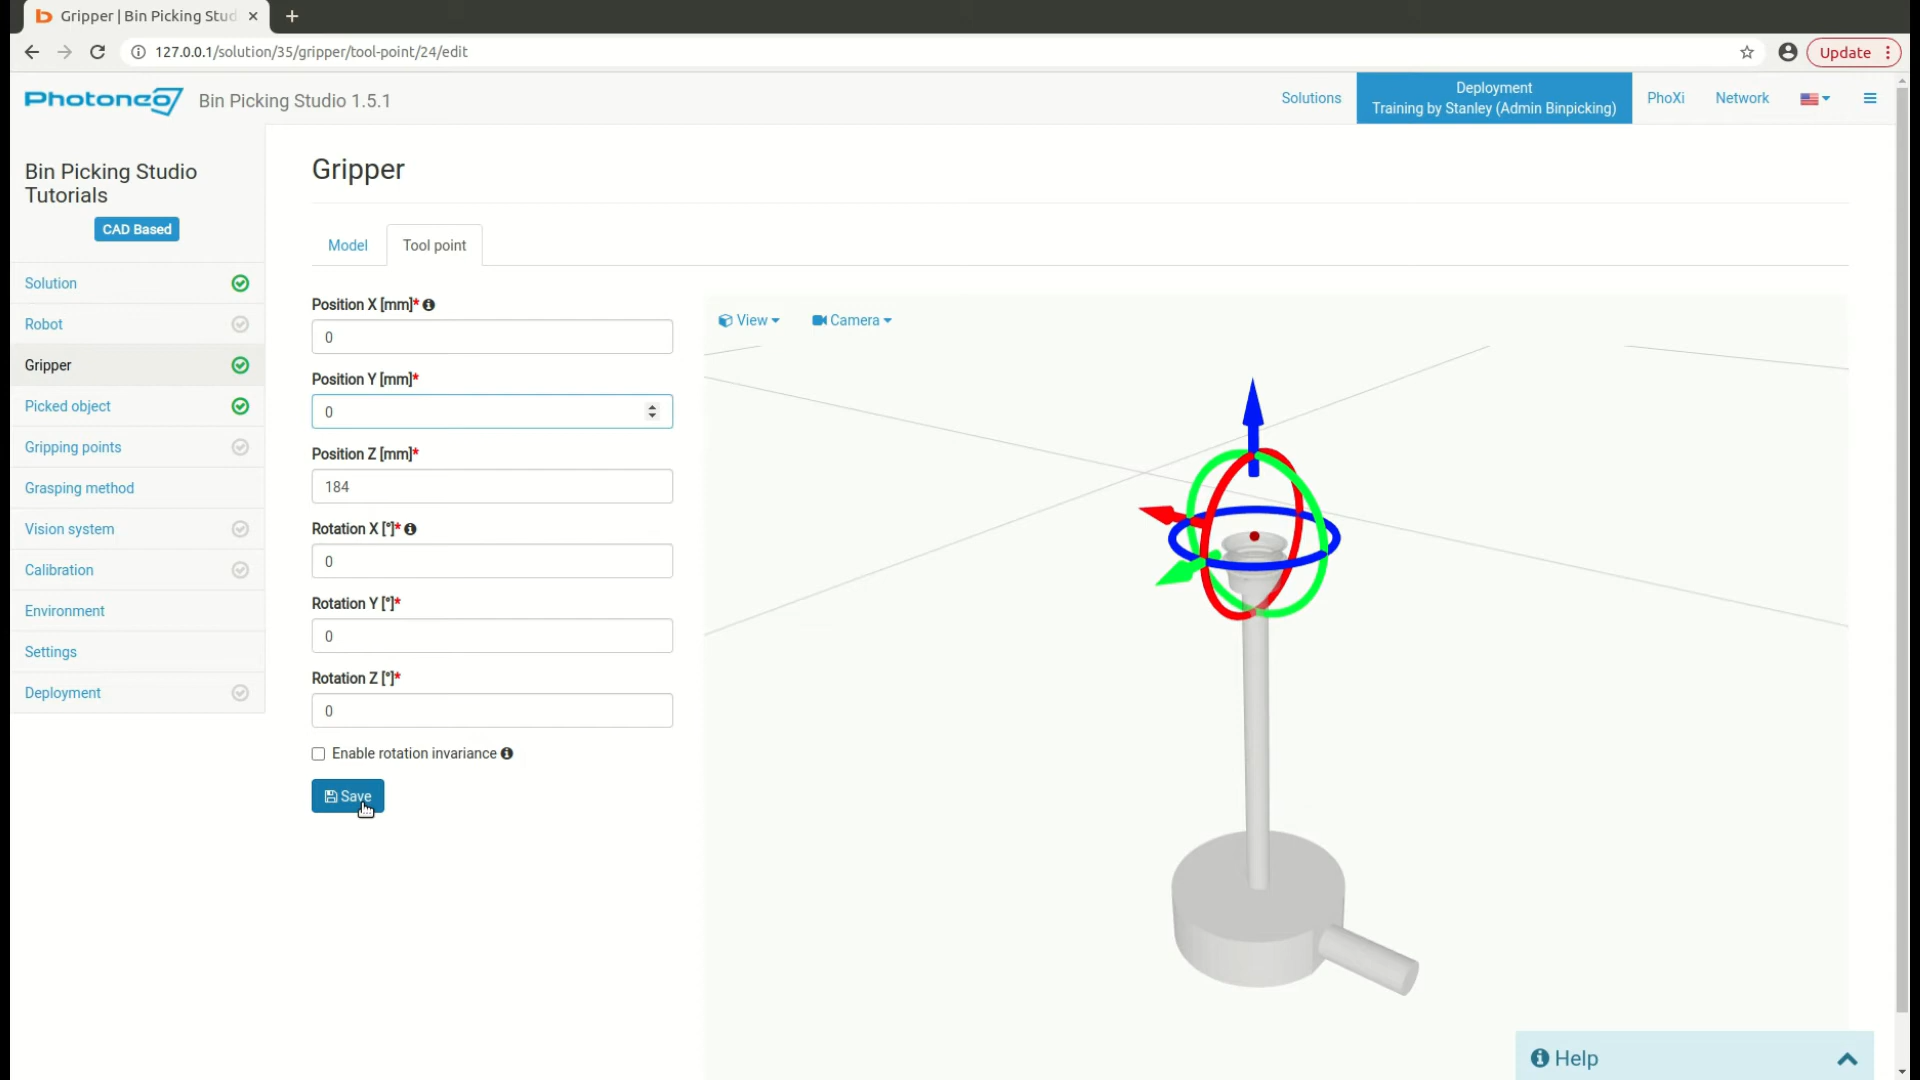 Gripper | Bin Picking Stud
127.0.0.1/solution/35/gripper/tool-point/24/edit
Update
Photoneo
Bin Picking Studio 1.5.1
Solutions
Deployment
Training by Stanley (Admin Binpicking)
PhoXi
Network
Bin Picking Studio
Tutorials
CAD Based
Solution
Robot
Gripper
Picked object
Gripping points
Grasping method
Vision system
Calibration
Environment
Settings
Deployment
Gripper
Model
Tool point
Position X [mm]*
0
Position Y [mm]*
0
Position Z [mm]*
184
Rotation X [°]*
0
Rotation Y [°]*
0
Rotation Z [°]*
0
Enable rotation invariance
Save
View
Camera
Help